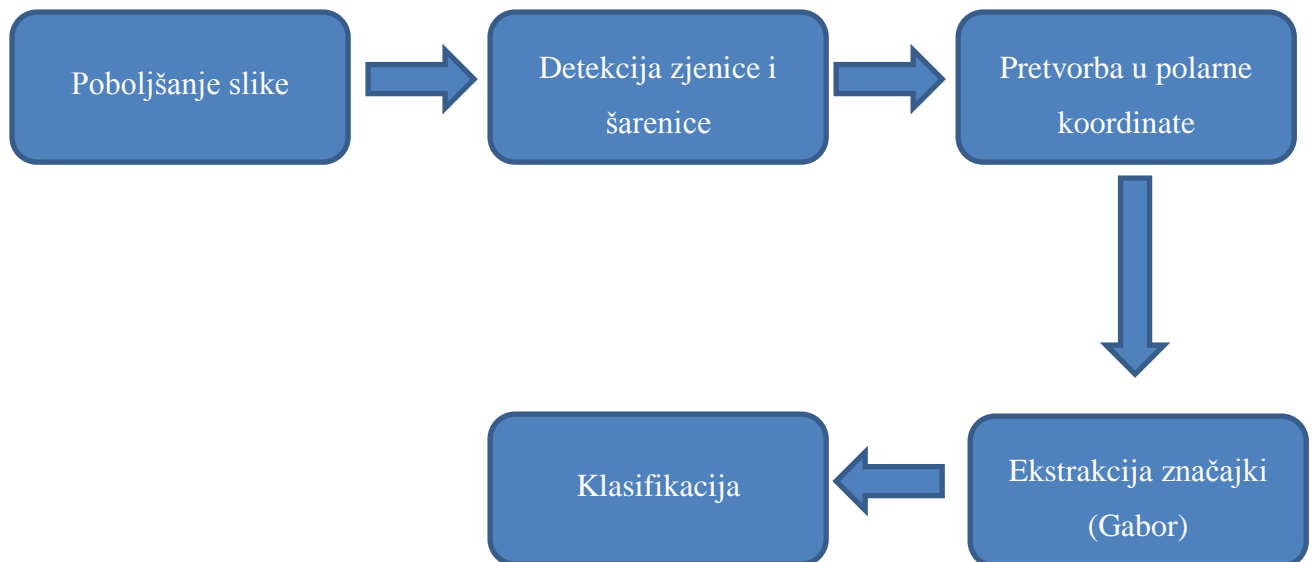 Poboljšanje slike
Detekcija zjenice i
šarenice
Pretvorba u polarne
koordinate
Ekstrakcija značajki
(Gabor)
Klasifikacija